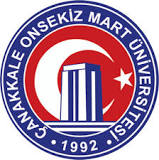 ÇANAKKALE ONSEKİZ MART ÜNİVERSİTESİ
1992